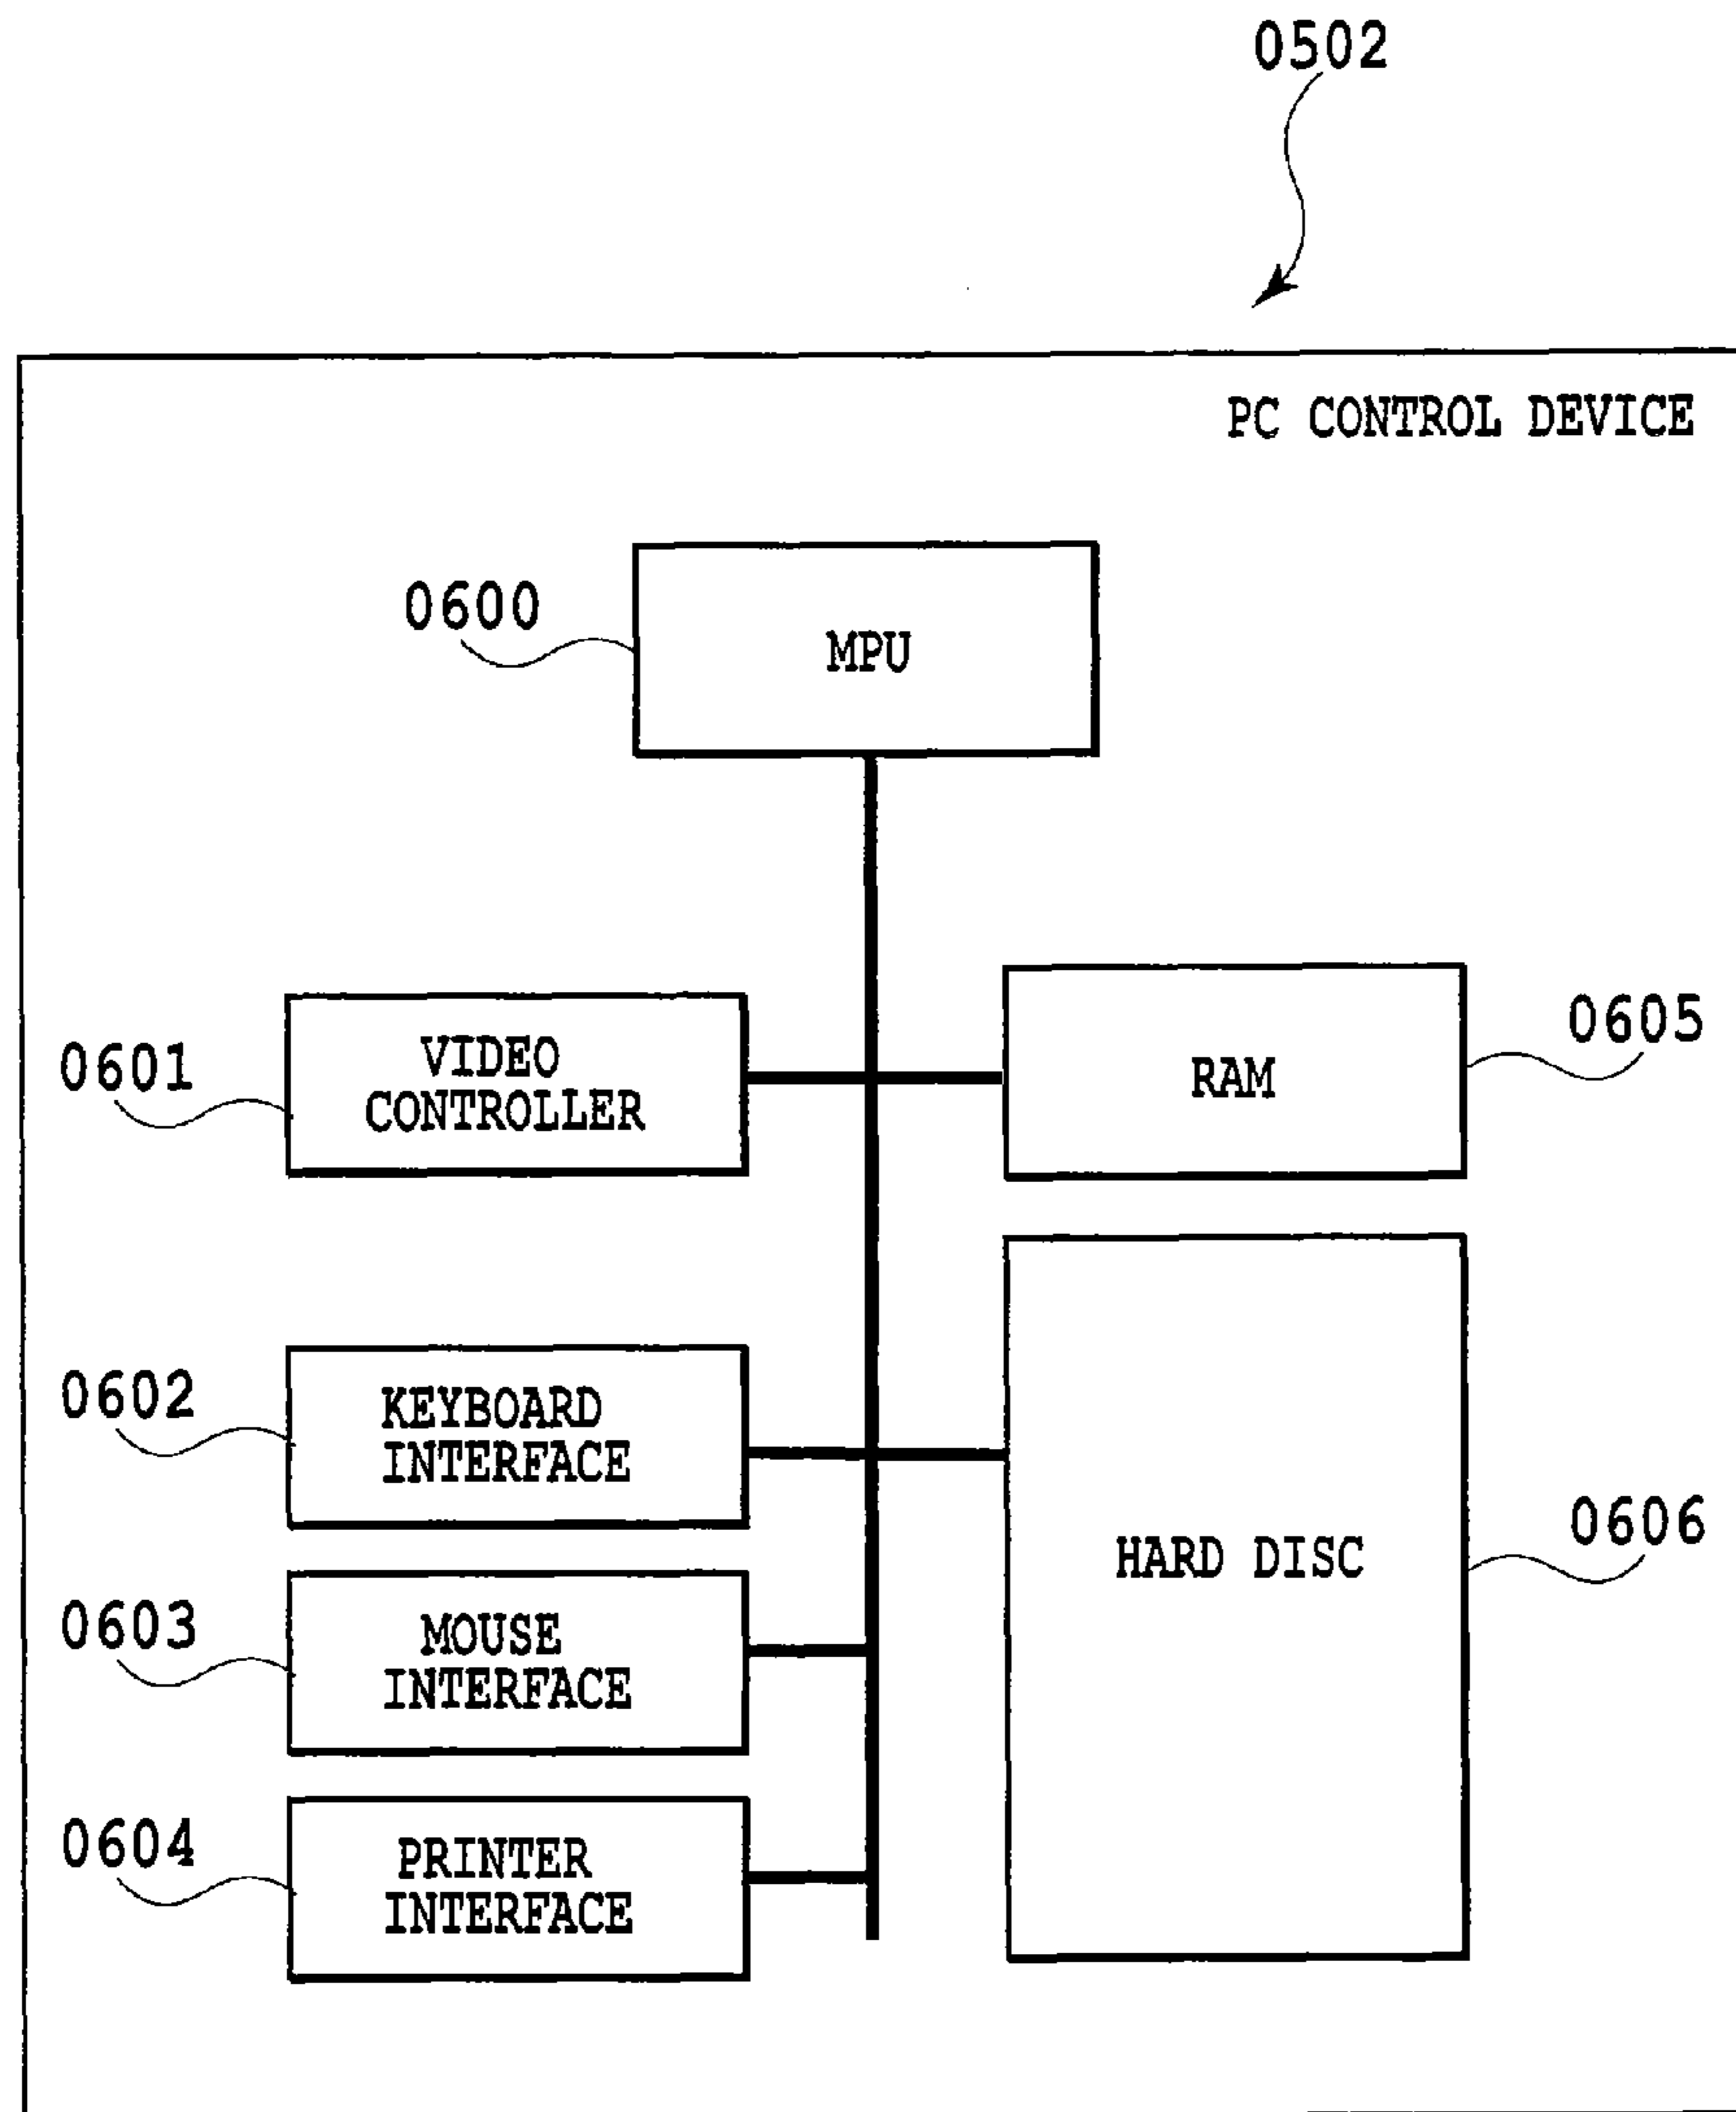 0502
PC CONTROL DEVICE
0600
MPU
0601
VIDEO
CONTROLLER
RAM
0605
0602
KEYBOARD
INTERFACE
HARD DISC
0606
0603
MOUSE
INTERFACE
0604
PRINTER
INTERFACE